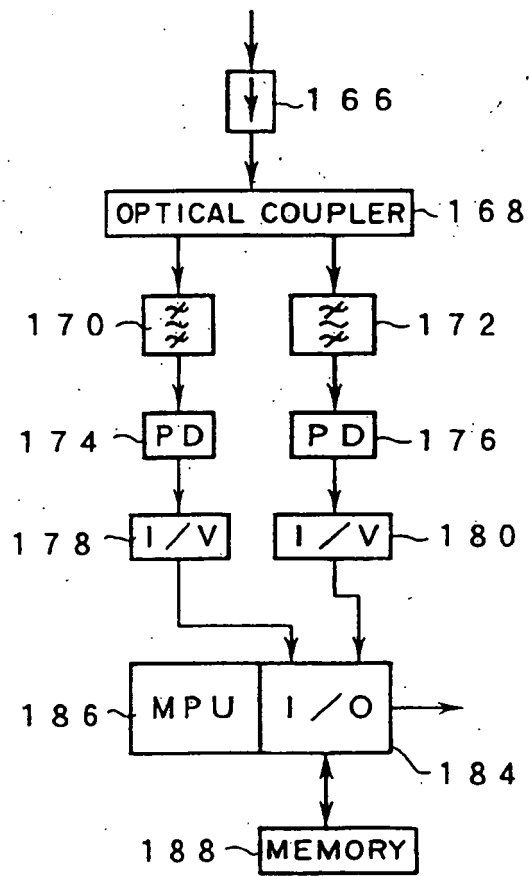 166
OPTICAL COUPLER 168
170 172
174 PD PD 176
178 I/V I/V 180
186 MPU I/O
184
188 MEMORY